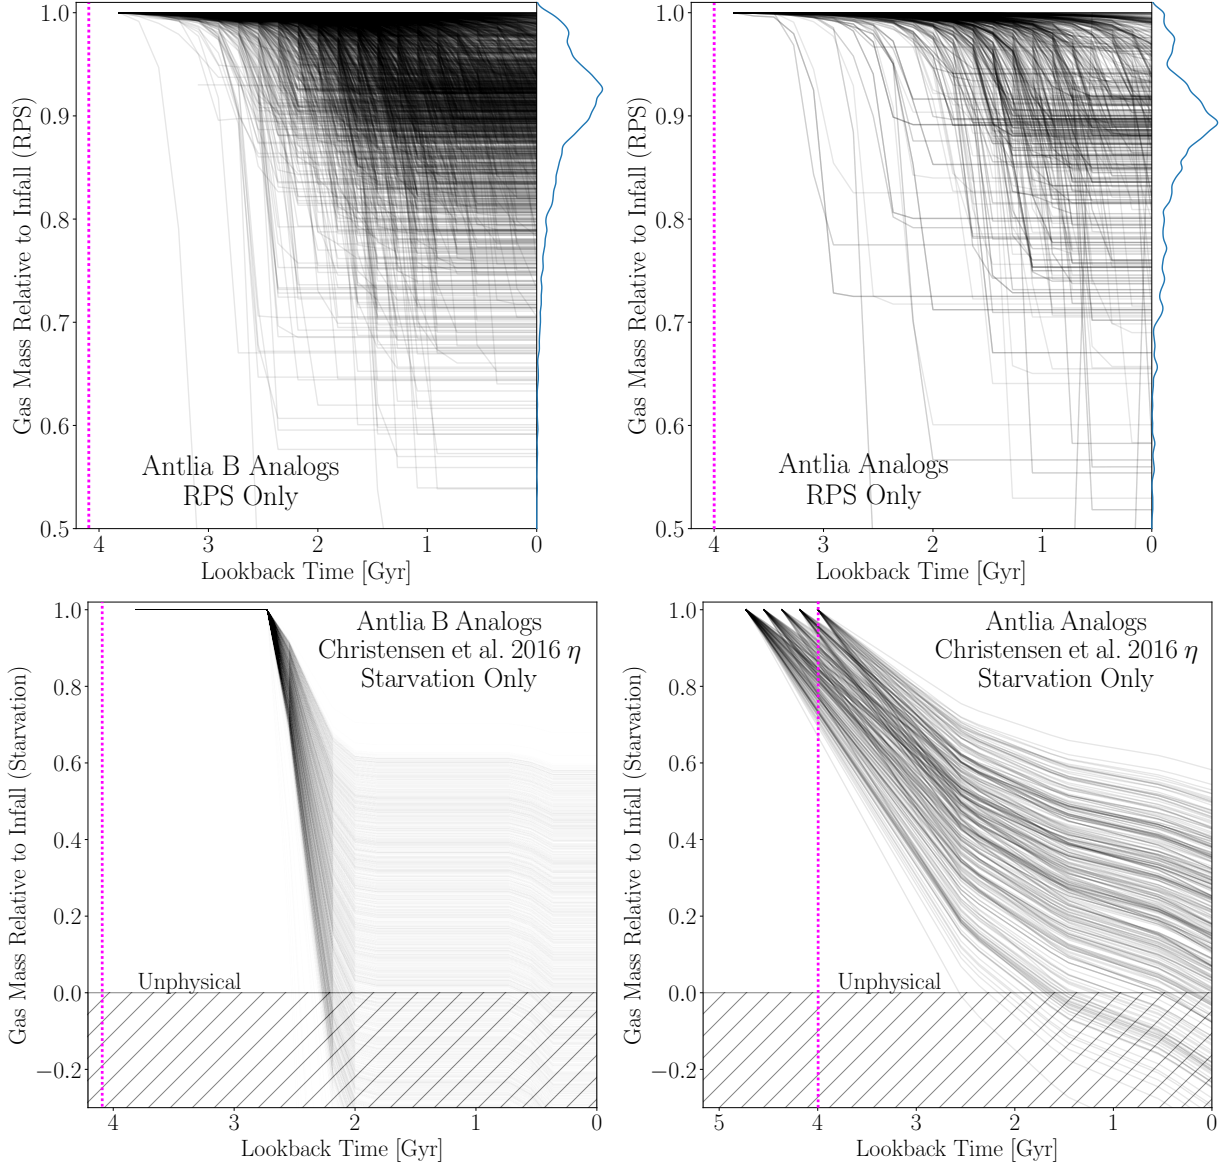 1.0
0.9
0.8
0.7
0.6
0.5
Gas Mass Relative to Infall (RPS)
Antlia B Analogs
RPS Only
4
3
2
1
0
Lookback Time [Gyr]
1.0
0.9
0.8
0.7
0.6
0.5
Gas Mass Relative to Infall (RPS)
Antlia Analogs
RPS Only
4
3
2
1
0
Lookback Time [Gyr]
1.0
0.8
0.6
0.4
0.2
0.0
−0.2
Gas Mass Relative to Infall (Starvation)
Antlia B Analogs
Christensen et al. 2016 η
Starvation Only
Unphysical
4
3
2
1
0
Lookback Time [Gyr]
1.0
0.8
0.6
0.4
0.2
0.0
−0.2
Gas Mass Relative to Infall (Starvation)
Antlia Analogs
Christensen et al. 2016 η
Starvation Only
Unphysical
5
4
3
2
1
0
Lookback Time [Gyr]